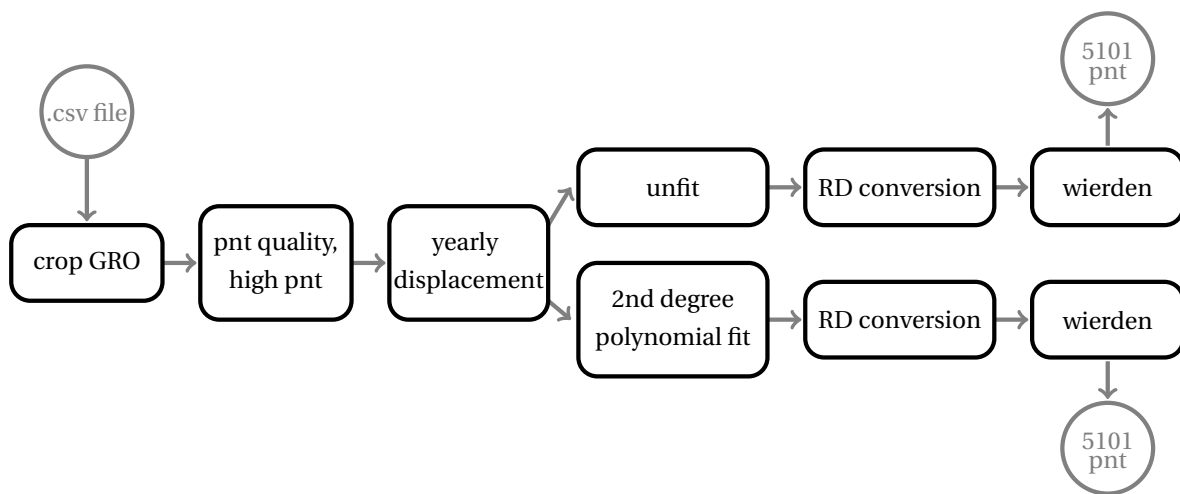 5101
pnt
.csv file
unfit
RD conversion
wierden
crop GRO
pnt quality,
high pnt
yearly
displacement
2nd degree
polynomial fit
RD conversion
wierden
5101
pnt